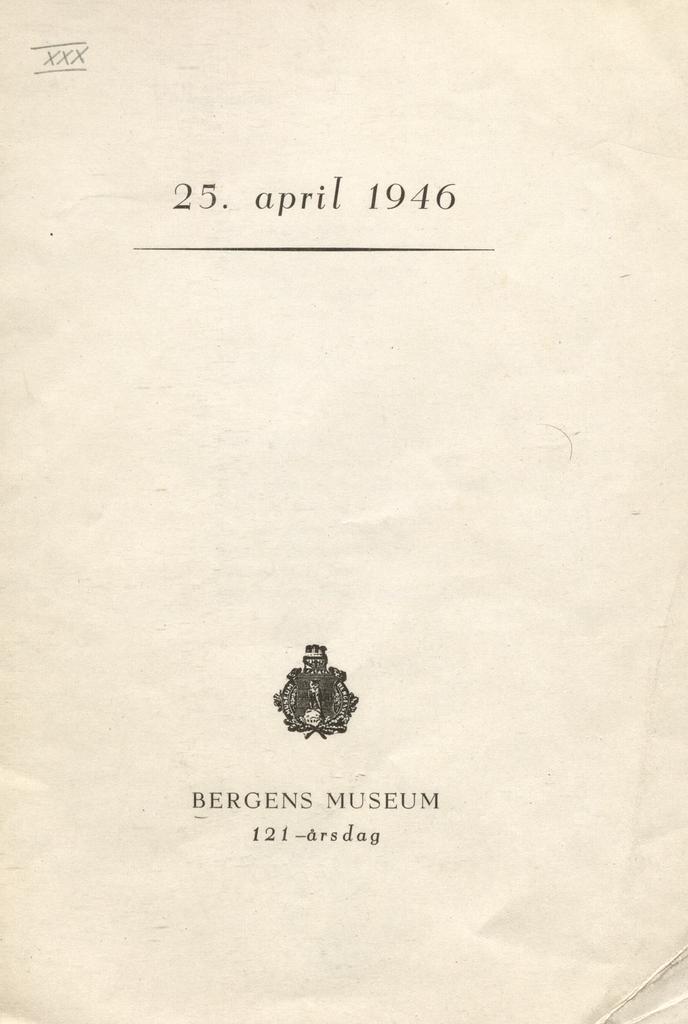 XXX
25. april 1946
BERGENS MUSEUM
121-årsdag